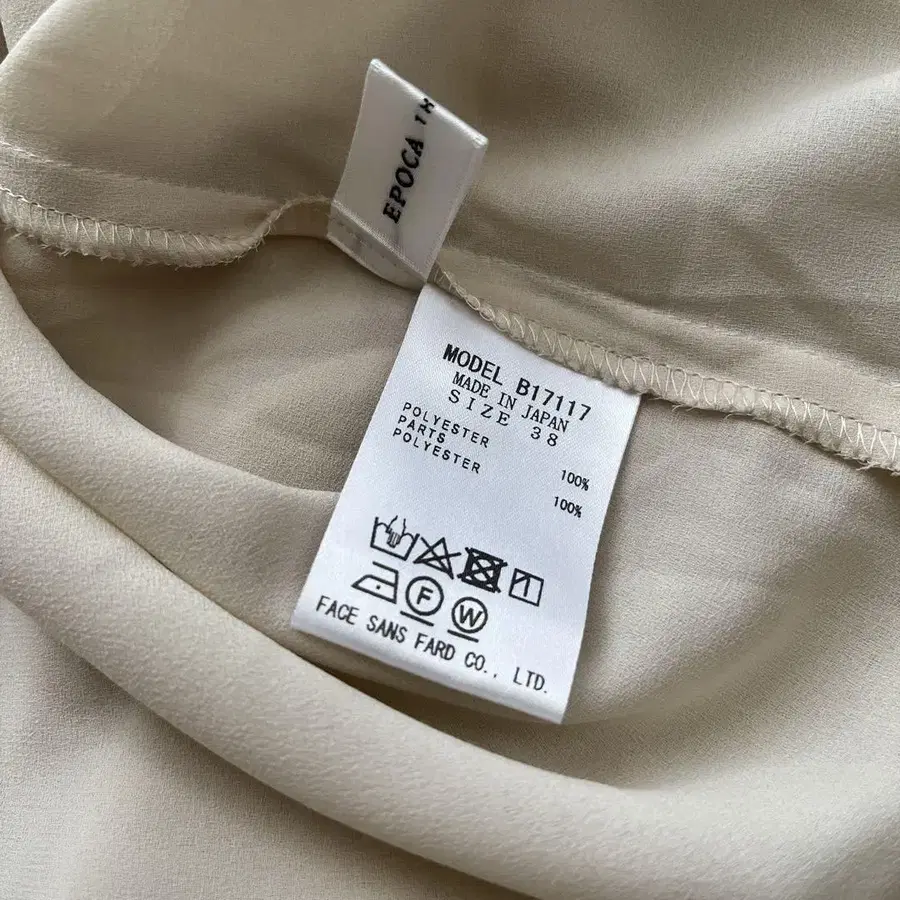 EPOCA
MODEL B17117
MADE IN JAPAN
SIZE 38
POLYESTER 100%
PARTS
POLYESTER 100%
F W
FACE SANS FARD CO., LTD.